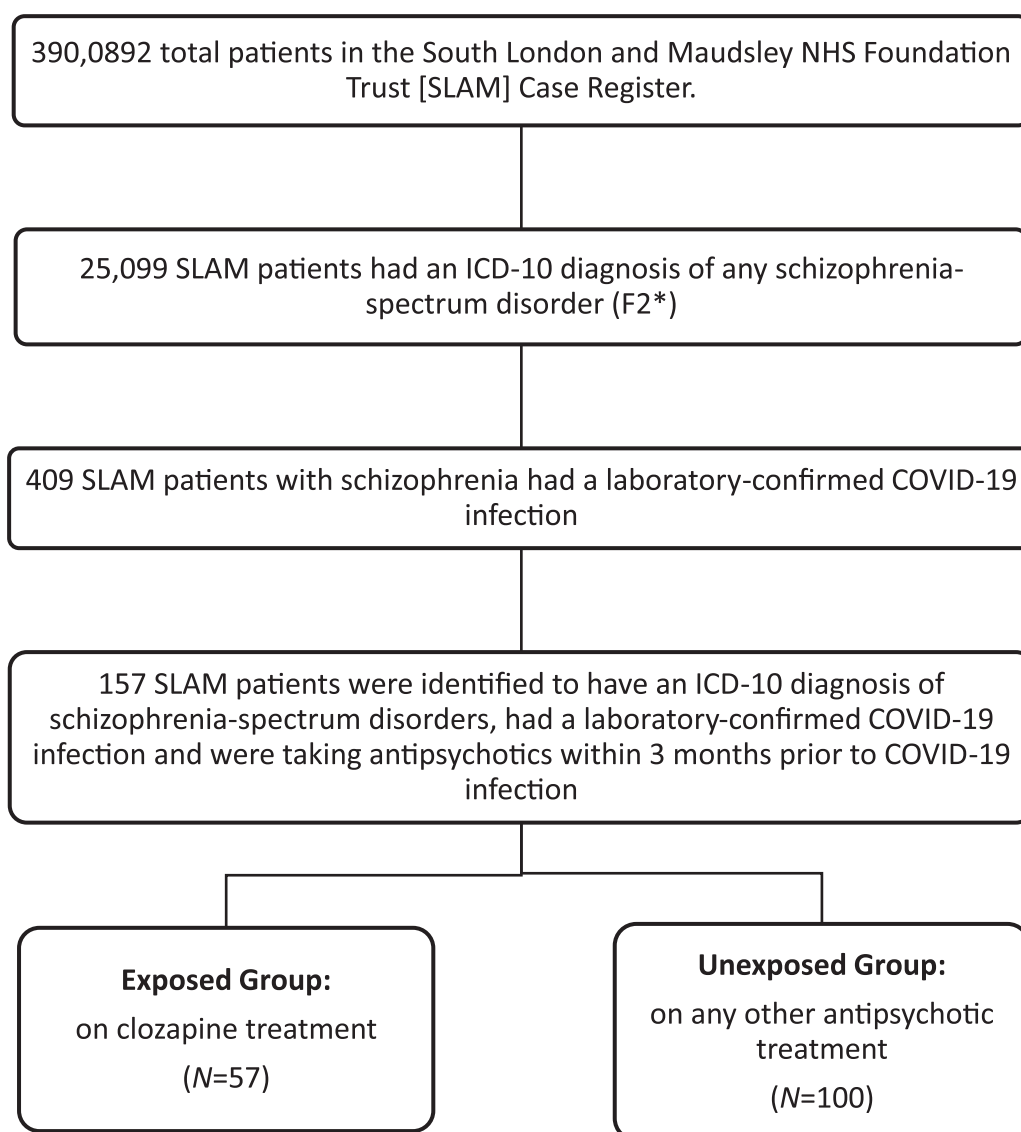 390,0892 total patients in the South London and Maudsley NHS Foundation
Trust [SLAM] Case Register.
25,099 SLAM patients had an ICD-10 diagnosis of any schizophrenia-
spectrum disorder (F2*)
409 SLAM patients with schizophrenia had a laboratory-confirmed COVID-19
infection
157 SLAM patients were identified to have an ICD-10 diagnosis of
schizophrenia-spectrum disorders, had a laboratory-confirmed COVID-19
infection and were taking antipsychotics within 3 months prior to COVID-19
infection
Exposed Group:
on clozapine treatment
(N=57)
Unexposed Group:
on any other antipsychotic
treatment
(N=100)